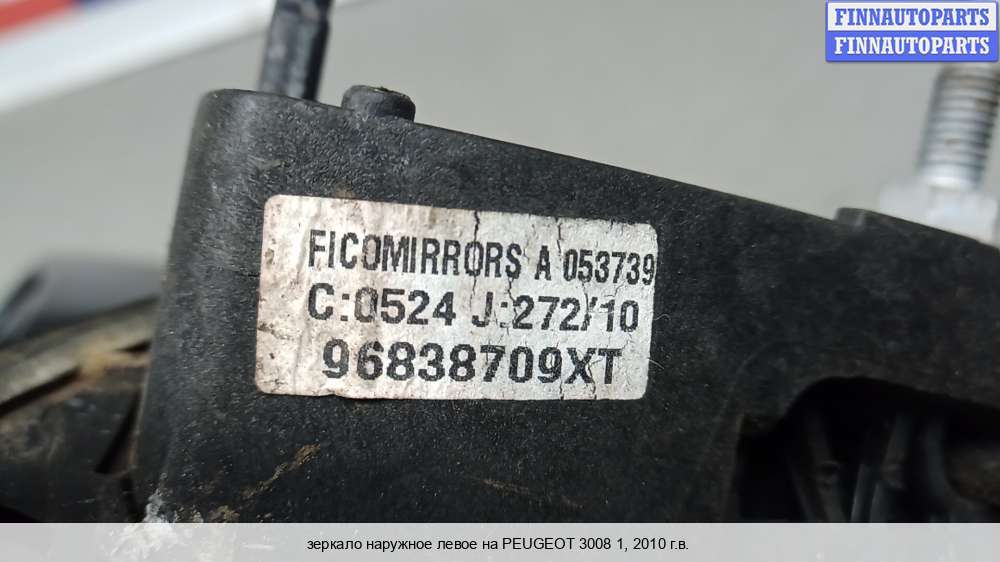 FINNAUTOPARTS
FINNAUTOPARTS
FICOMIRRORS A 053739
C:0524 J:272/10
96838709XT
зеркало наружное левое на PEUGEOT 3008 1, 2010 г.в.